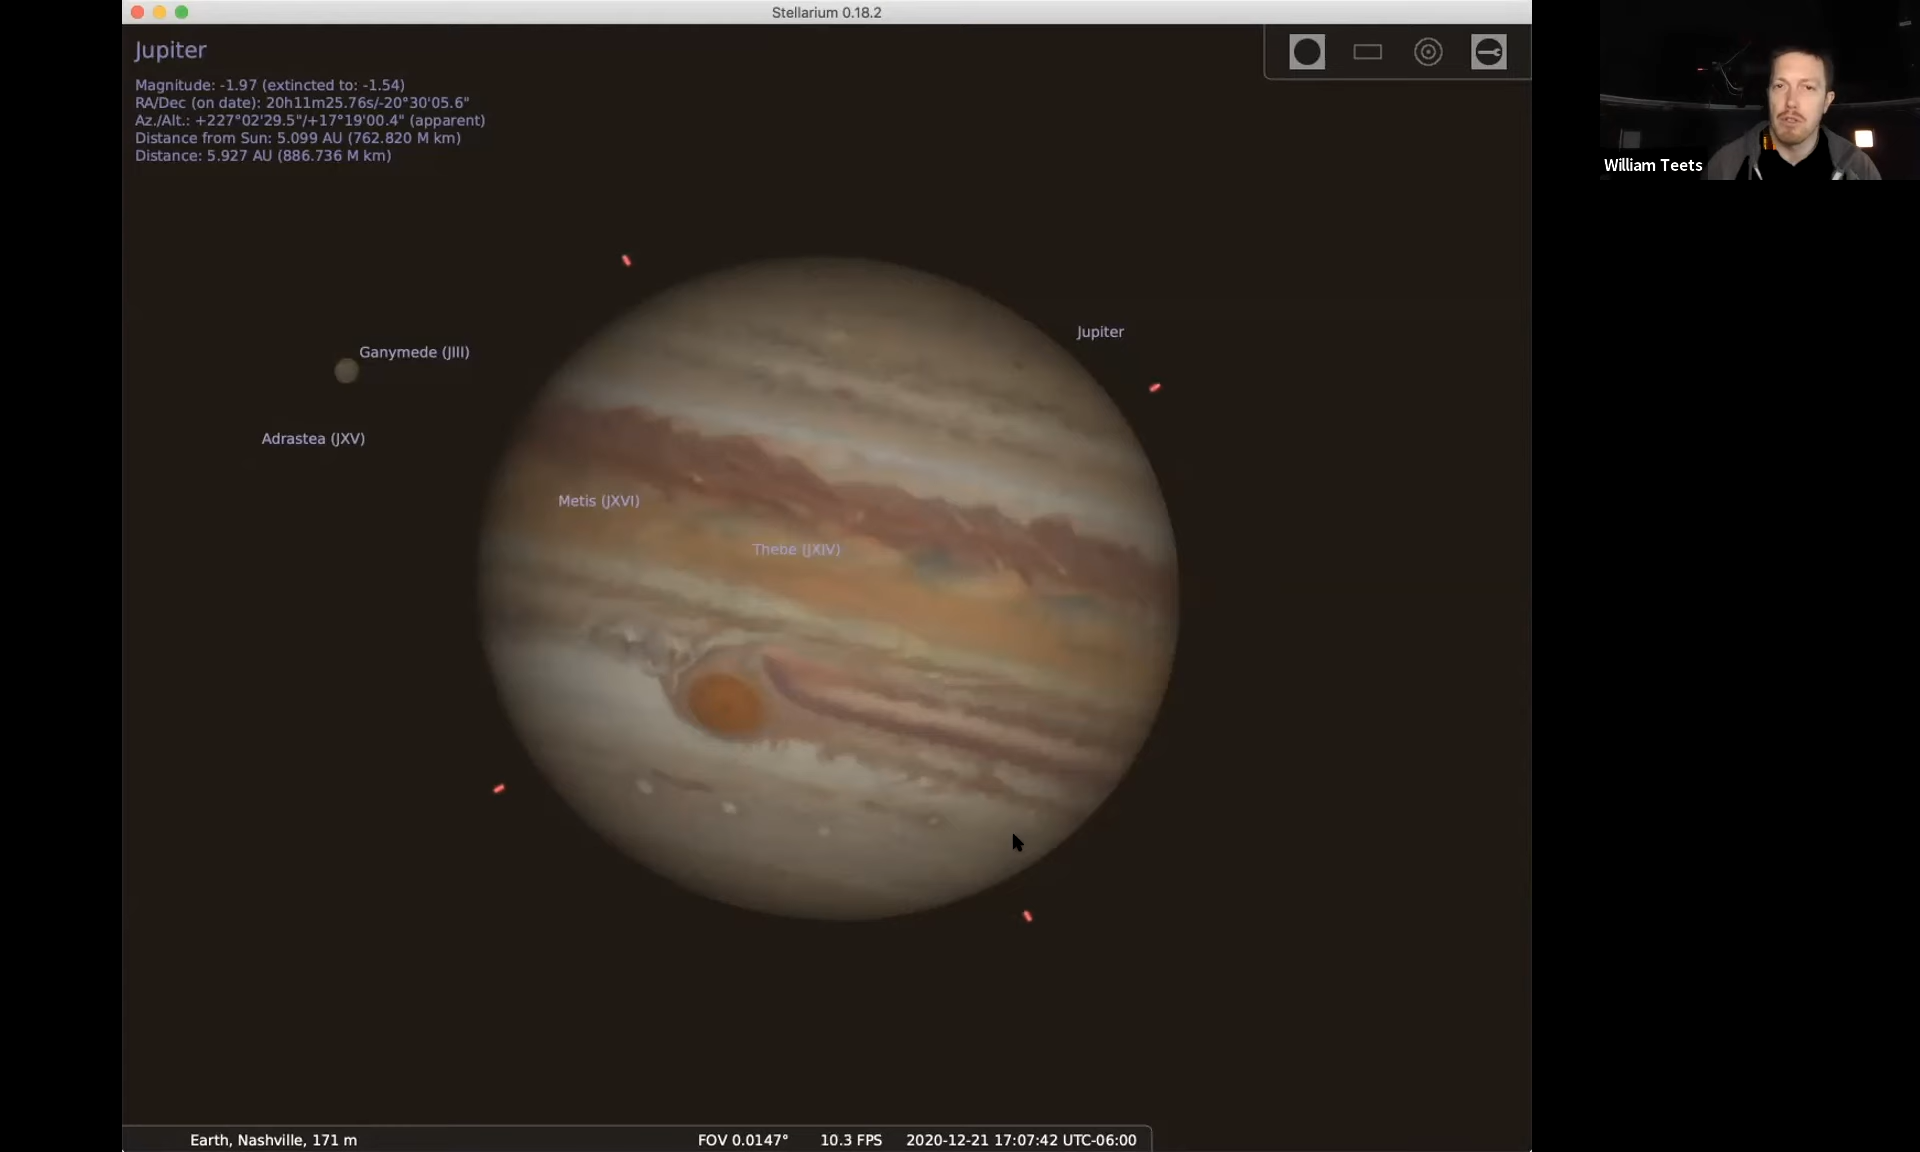 Stellarium 0.18.2
Jupiter
Magnitude: -1.97 (extincted to: -1.54)
RA/Dec (on date): 20h11m25.76s/-20°30'05.6"
Az./Alt.: +227°02'29.5"/+17°19'00.4" (apparent)
Distance from Sun: 5.099 AU (762.820 M km)
Distance: 5.927 AU (886.736 M km)
William Teets
Jupiter
Ganymede (JIII)
Adrastea (JXV)
Metis (JXVI)
Thebe (JXIV)
Earth, Nashville, 171 m
FOV 0.0147°
10.3 FPS
2020-12-21 17:07:42 UTC-06:00